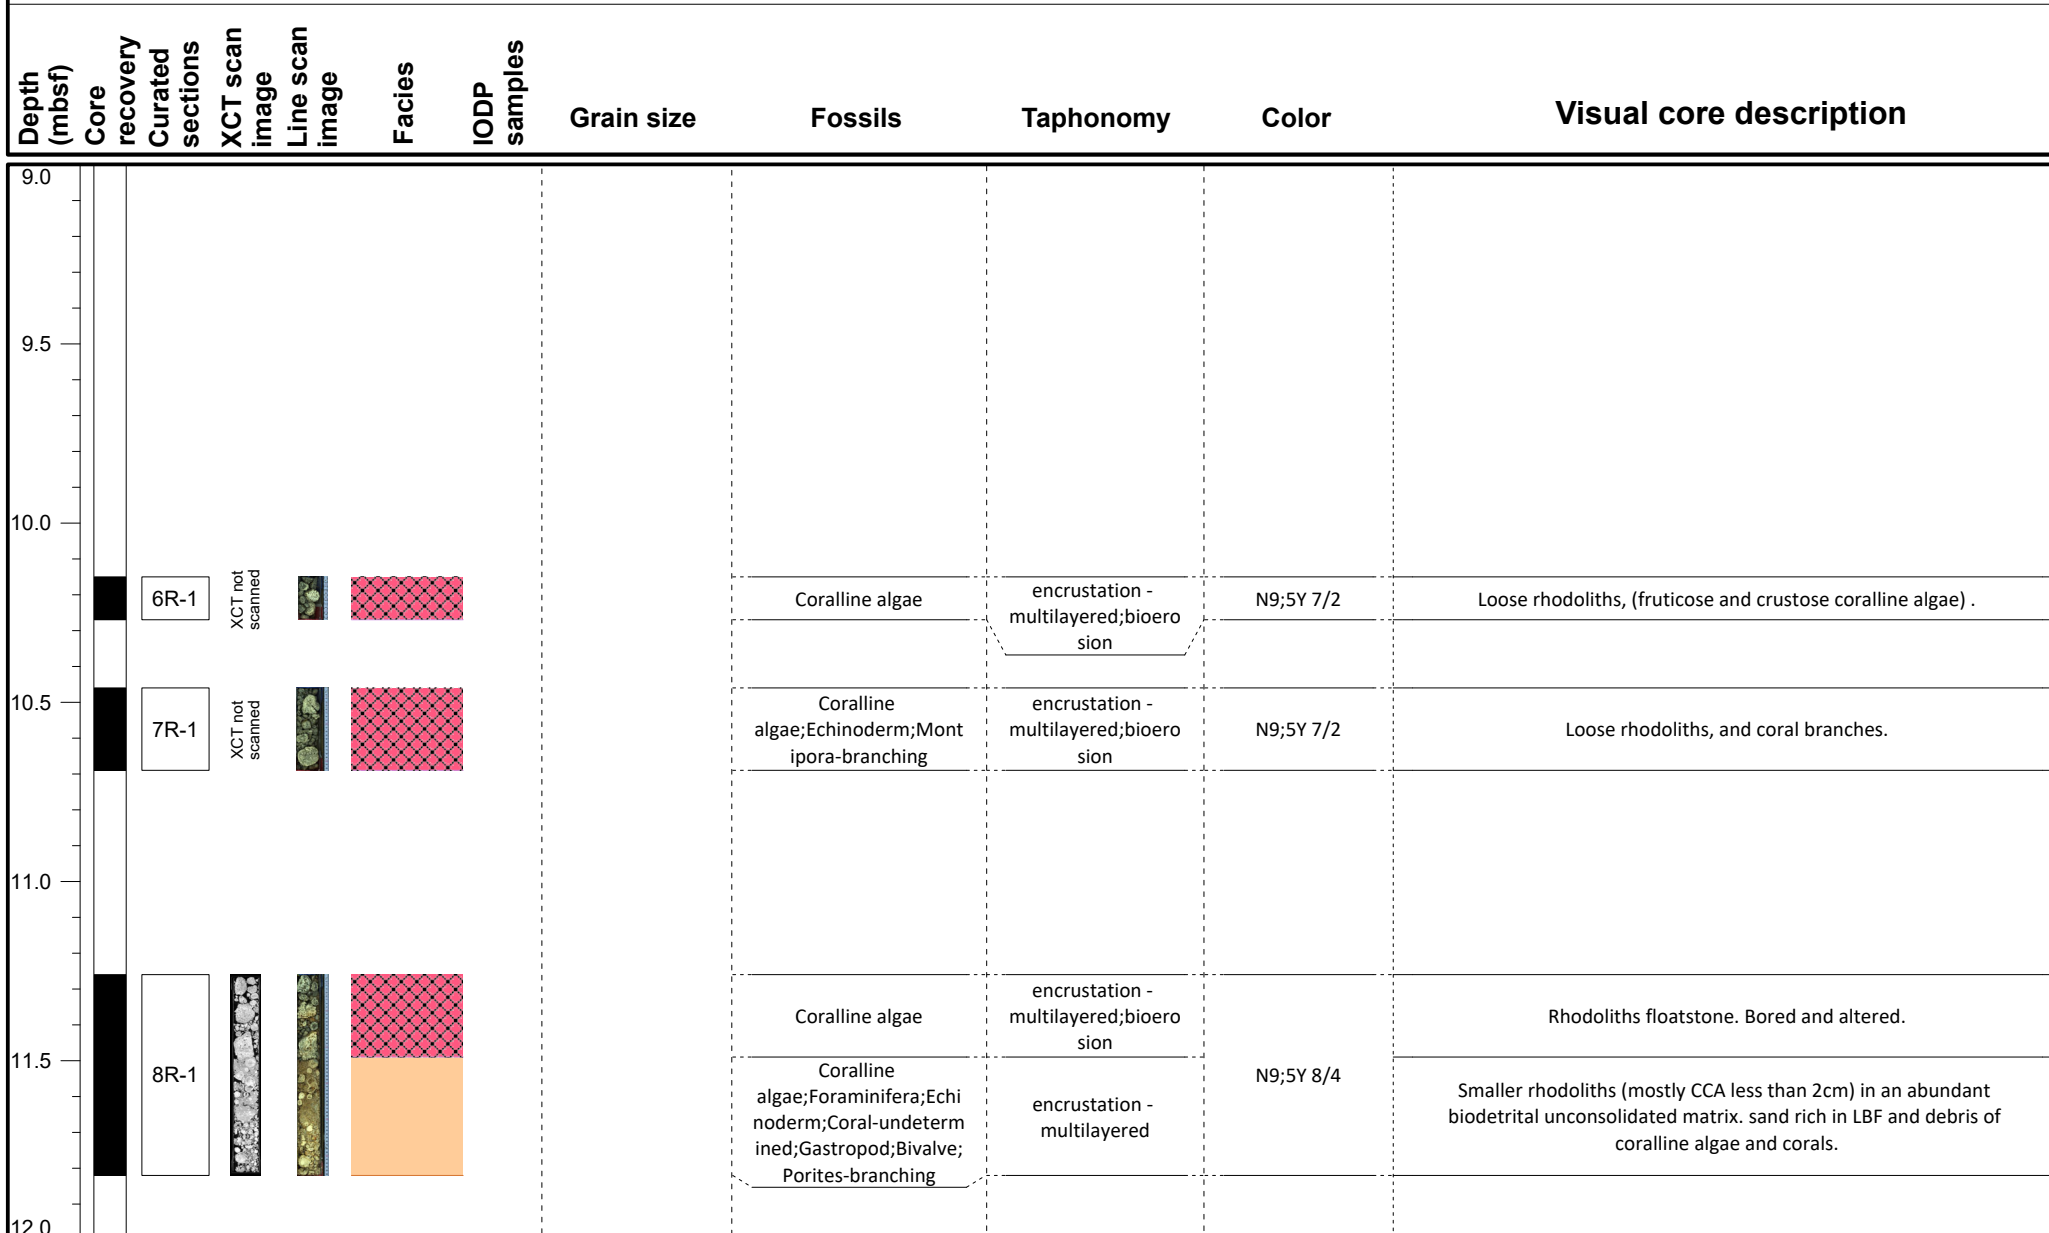 Depth
(mbsf)
Core
recovery
Curated
sections
XCT scan
image
Line scan
image
Facies
IODP
samples
Grain size
Fossils
Taphonomy
Color
Visual core description
9.0
9.5
10.0
6R-1
XCT not
scanned
Coralline algae
encrustation -
multilayered;bioero
sion
N9;5Y 7/2
Loose rhodoliths, (fruticose and crustose coralline algae) .
10.5
7R-1
XCT not
scanned
Coralline
algae;Echinoderm;Mont
ipora-branching
encrustation -
multilayered;bioero
sion
N9;5Y 7/2
Loose rhodoliths, and coral branches.
11.0
11.5
8R-1
Coralline algae
encrustation -
multilayered;bioero
sion
N9;5Y 8/4
Rhodoliths floatstone. Bored and altered.
Coralline
algae;Foraminifera;Echi
noderm;Coral-undeterm
ined;Gastropod;Bivalve;
Porites-branching
encrustation -
multilayered
Smaller rhodoliths (mostly CCA less than 2cm) in an abundant
biodetrital unconsolidated matrix. sand rich in LBF and debris of
coralline algae and corals.
12.0